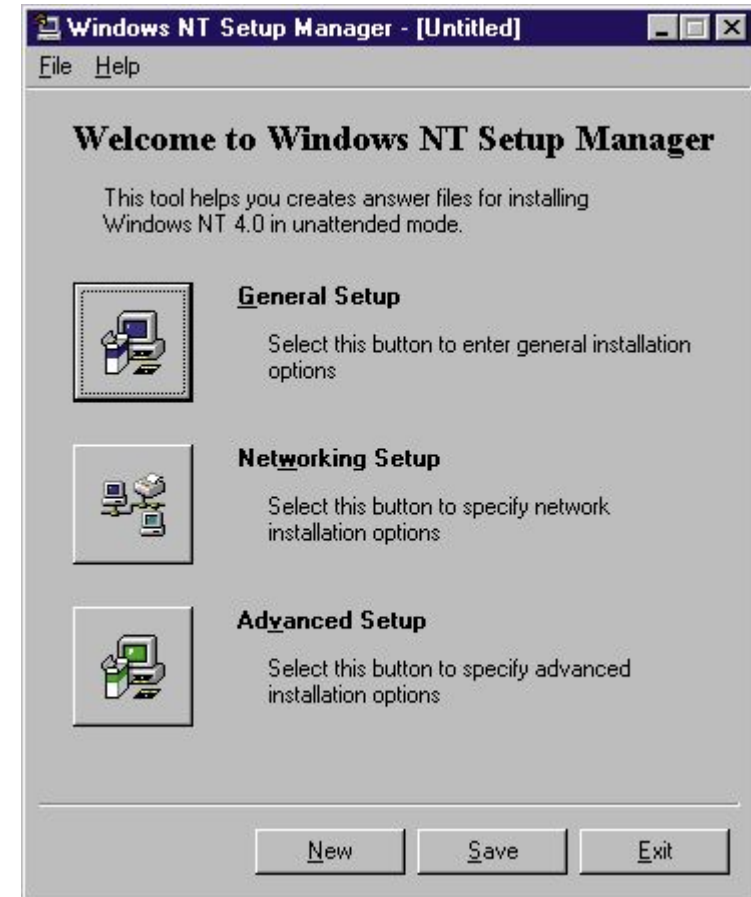 Windows NT Setup Manager - [Untitled]
File Help
Welcome to Windows NT Setup Manager
This tool helps you creates answer files for installing
Windows NT 4.0 in unattended mode.
General Setup
Select this button to enter general installation
options
Networking Setup
Select this button to specify network
installation options
Advanced Setup
Select this button to specify advanced
installation options
New Save Exit